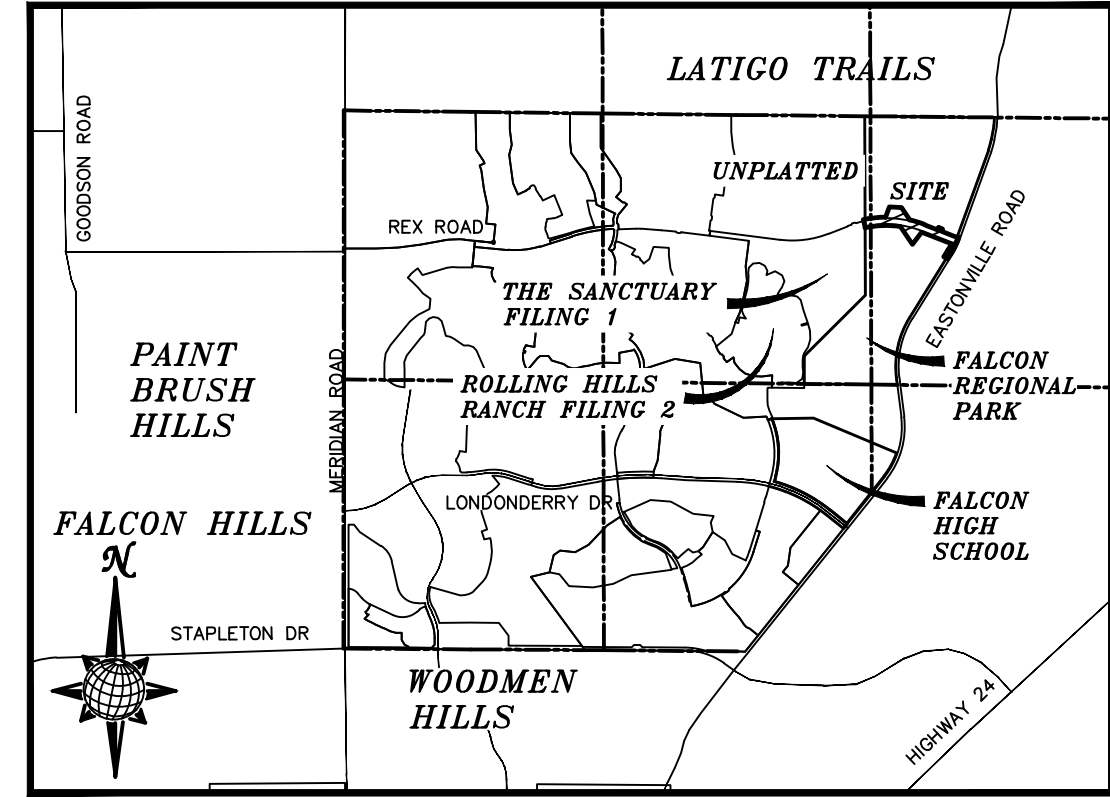 LATIGO TRAILS
GOODSON ROAD
UNPLATTED
SITE
REX ROAD
EASTONVILLE ROAD
THE SANCTUARY
FILING 1
PAINT
BRUSH
HILLS
MERIDIAN ROAD
FALCON
REGIONAL
PARK
ROLLING HILLS
RANCH FILING 2
LONDONDERRY DR
FALCON
HIGH
SCHOOL
FALCON HILLS
N
STAPLETON DR
WOODMEN
HILLS
HIGHWAY 24